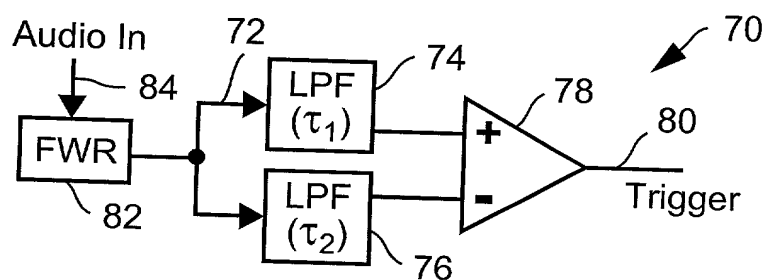 Audio In
72
74
70
84
LPF
(τ1)
78
80
FWR
+
LPF
(τ2)
-
Trigger
82
76